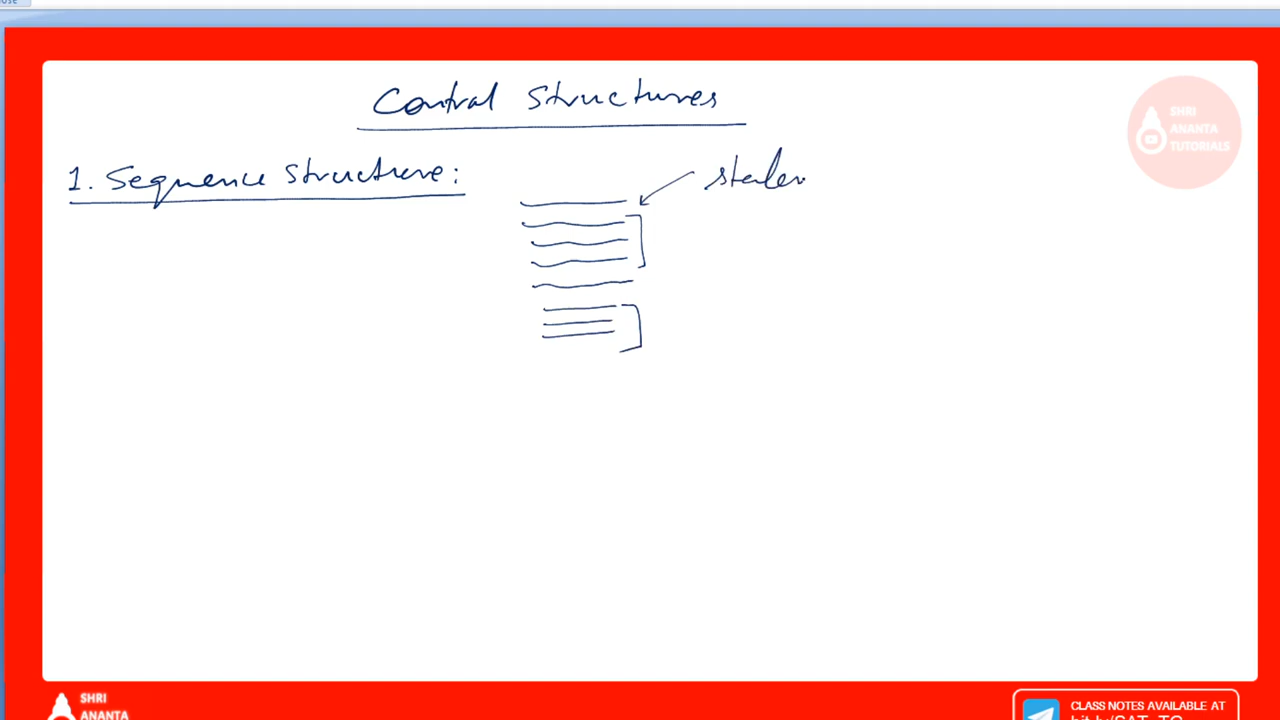 Control Structures
SHRI
ANANTA
TUTORIALS
1. Sequence Structure:
SHRI
ANANTA
CLASS NOTES AVAILABLE AT